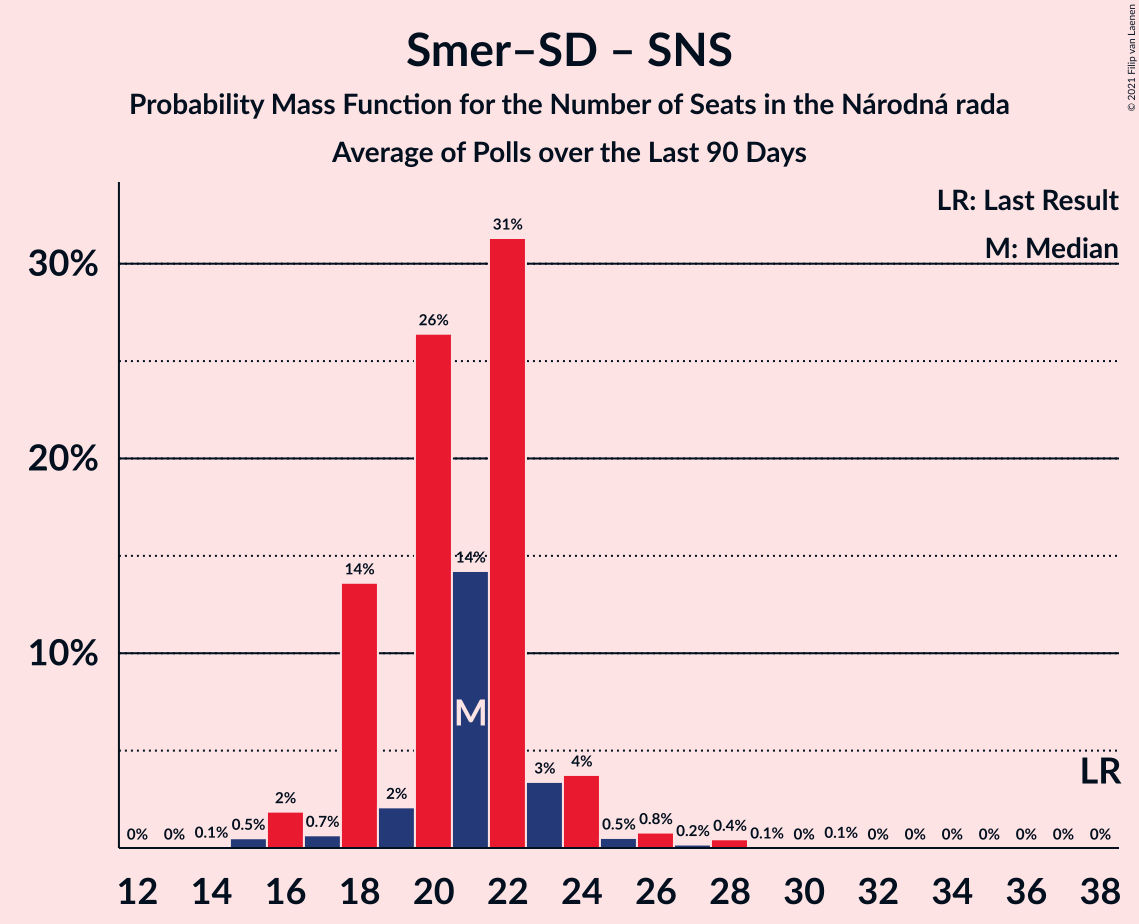 Smer–SD – SNS
Probability Mass Function for the Number of Seats in the Národná rada
Average of Polls over the Last 90 Days
© 2021 Filip van Laenen
LR: Last Result
M: Median
30%
20%
10%
0% 0% 0.1% 0.5% 2% 0.7% 14% 2% 26% 14% 31% 3% 4% 0.5% 0.8% 0.2% 0.4% 0.1% 0% 0.1% 0% 0% 0% 0% 0% 0% 0%
M
LR
12 14 16 18 20 22 24 26 28 30 32 34 36 38